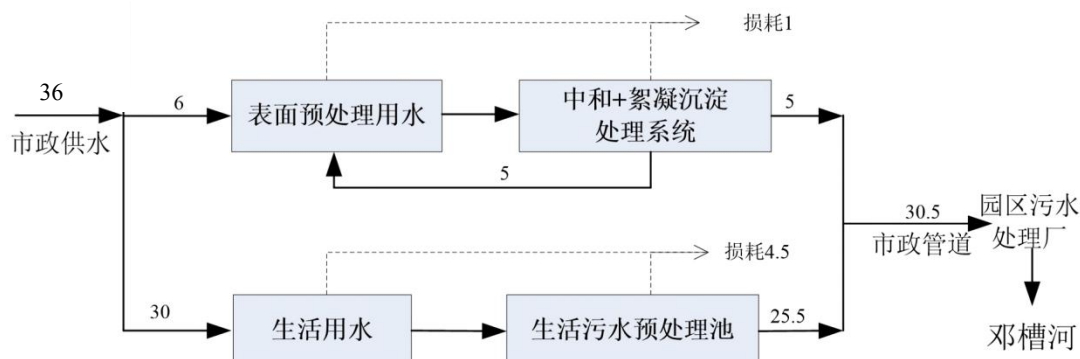 损耗1
36
6
表面预处理用水
中和+絮凝沉淀
处理系统
5
市政供水
5
30.5
园区污水
处理厂
市政管道
损耗4.5
30
生活用水
生活污水预处理池
25.5
邓槽河